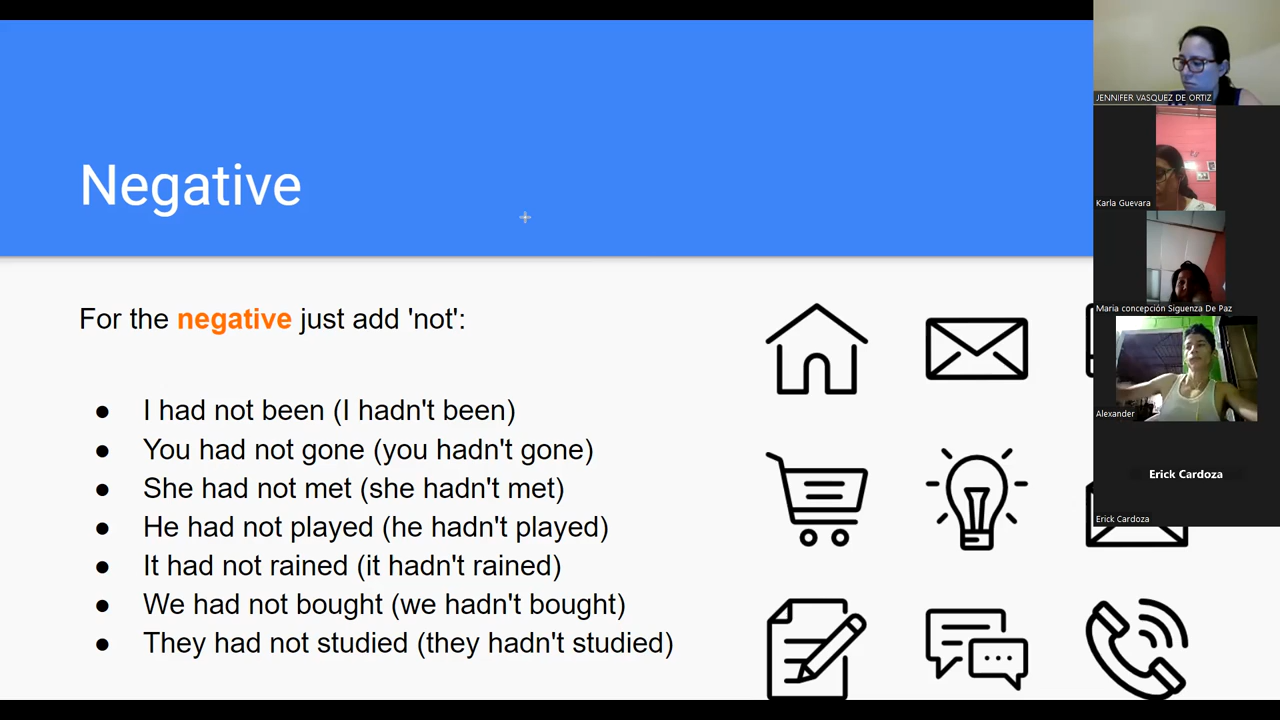 Negative
For the negative just add 'not':
● I had not been (I hadn't been)
● You had not gone (you hadn't gone)
● She had not met (she hadn't met)
● He had not played (he hadn't played)
● It had not rained (it hadn't rained)
● We had not bought (we hadn't bought)
● They had not studied (they hadn't studied)
JENNIFER VASQUEZ DE ORTIZ
Karla Guevara
Maria concepción Siguenza De Paz
Alexander
Erick Cardoza
Erick Cardoza